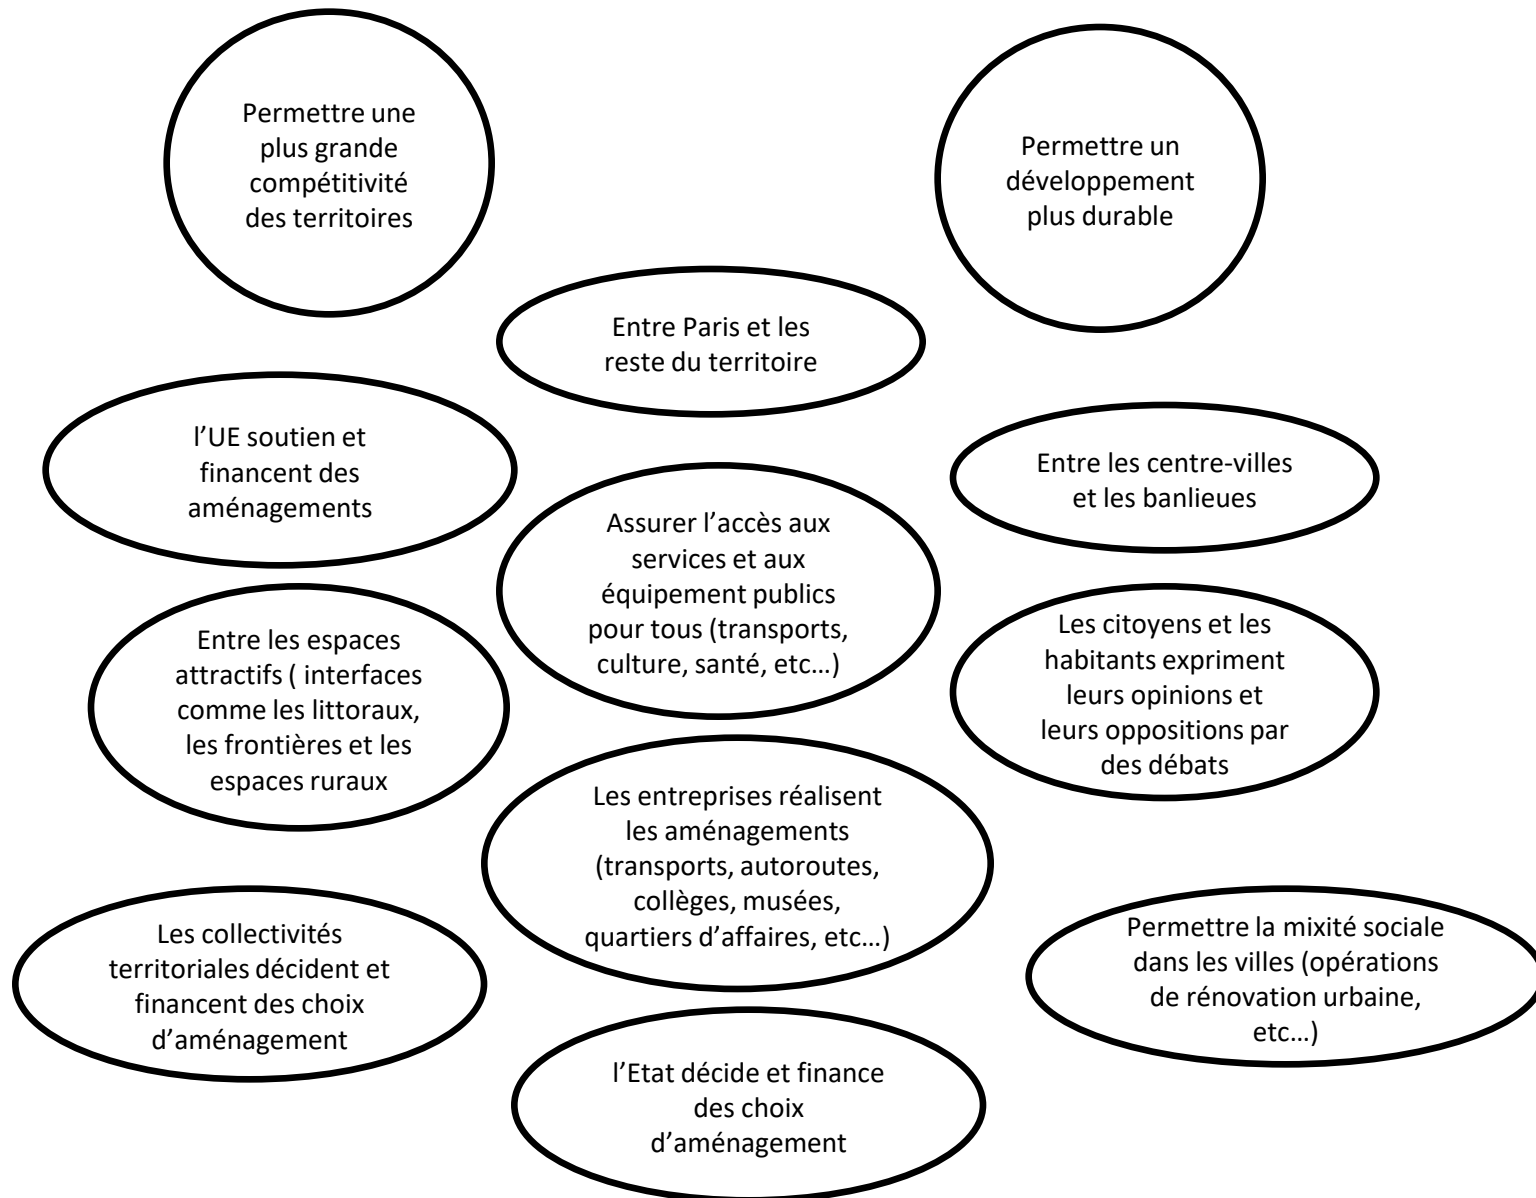 Permettre une
plus grande
compétitivité
des territoires
Permettre un
développement
plus durable
Entre Paris et les
reste du territoire
l’UE soutien et
financent des
aménagements
Entre les centre-villes
et les banlieues
Assurer l’accès aux
services et aux
équipement publics
pour tous (transports,
culture, santé, etc…)
Entre les espaces
attractifs ( interfaces
comme les littoraux,
les frontières et les
espaces ruraux
Les citoyens et les
habitants expriment
leurs opinions et
leurs oppositions par
des débats
Les entreprises réalisent
les aménagements
(transports, autoroutes,
collèges, musées,
quartiers d’affaires, etc…)
Les collectivités
territoriales décident et
financent des choix
d’aménagement
Permettre la mixité sociale
dans les villes (opérations
de rénovation urbaine,
etc…)
l’Etat décide et finance
des choix
d’aménagement